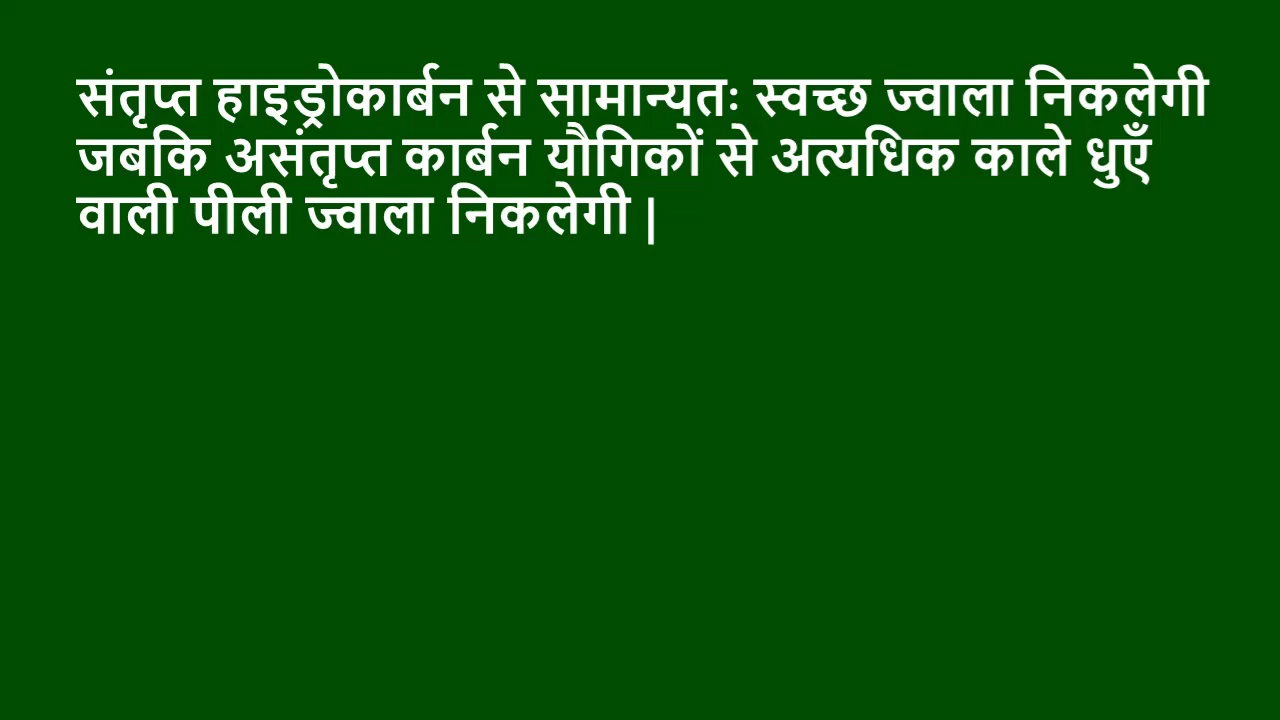 संतृप्त हाइड्रोकार्बन से सामान्यतः स्वच्छ ज्वाला निकलेगी
जबकि असंतृप्त कार्बन यौगिकों से अत्यधिक काले धुएँ
वाली पीली ज्वाला निकलेगी |